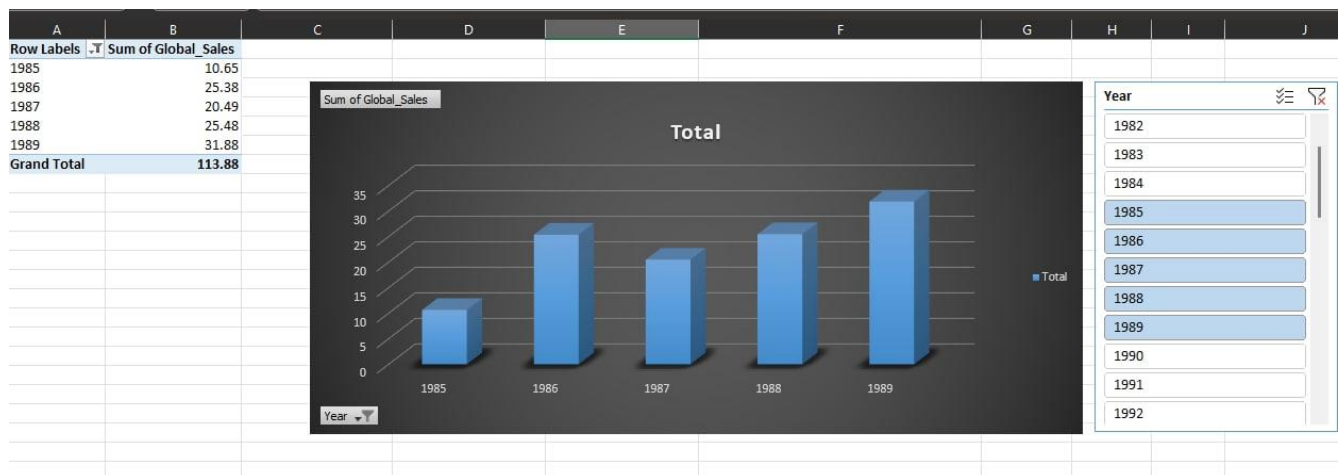 A B C D E F G H I J
Row Labels Sum of Global_Sales
1985 10.65
1986 25.38
1987 20.49
1988 25.48
1989 31.88
Grand Total 113.88
Sum of Global_Sales
Total
35
30
25
20
15
10
5
0
1985 1986 1987 1988 1989
Total
Year
Year
1982
1983
1984
1985
1986
1987
1988
1989
1990
1991
1992